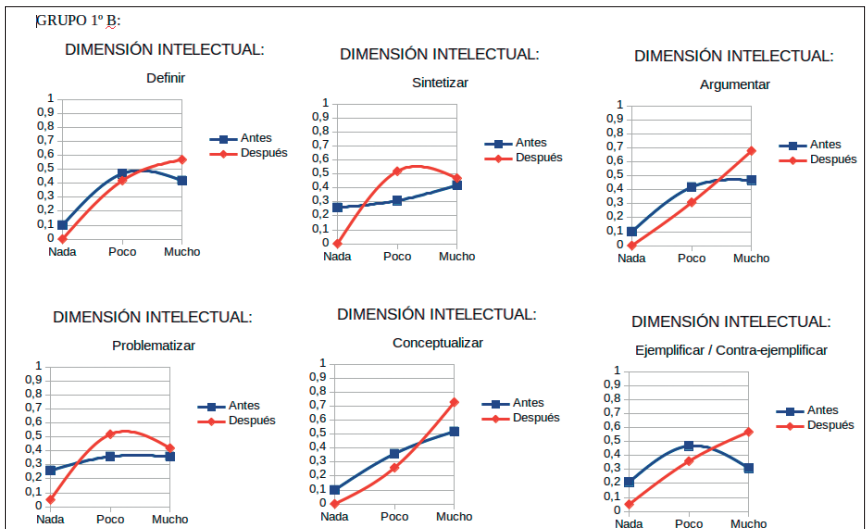 GRUPO 1º B:
DIMENSIÓN INTELECTUAL:
Definir
1
0,9
0,8
0,7
0,6
0,5
0,4
0,3
0,2
0,1
0
Nada Poco Mucho
Antes
Después
DIMENSIÓN INTELECTUAL:
Sintetizar
1
0,9
0,8
0,7
0,6
0,5
0,4
0,3
0,2
0,1
0
Nada Poco Mucho
Antes
Después
DIMENSIÓN INTELECTUAL:
Argumentar
1
0,9
0,8
0,7
0,6
0,5
0,4
0,3
0,2
0,1
0
Nada Poco Mucho
Antes
Después
DIMENSIÓN INTELECTUAL:
Problematizar
1
0,9
0,8
0,7
0,6
0,5
0,4
0,3
0,2
0,1
0
Nada Poco Mucho
Antes
Después
DIMENSIÓN INTELECTUAL:
Conceptualizar
1
0,9
0,8
0,7
0,6
0,5
0,4
0,3
0,2
0,1
0
Nada Poco Mucho
Antes
Después
DIMENSIÓN INTELECTUAL:
Ejemplificar / Contra-ejemplificar
1
0,9
0,8
0,7
0,6
0,5
0,4
0,3
0,2
0,1
0
Nada Poco Mucho
Antes
Después